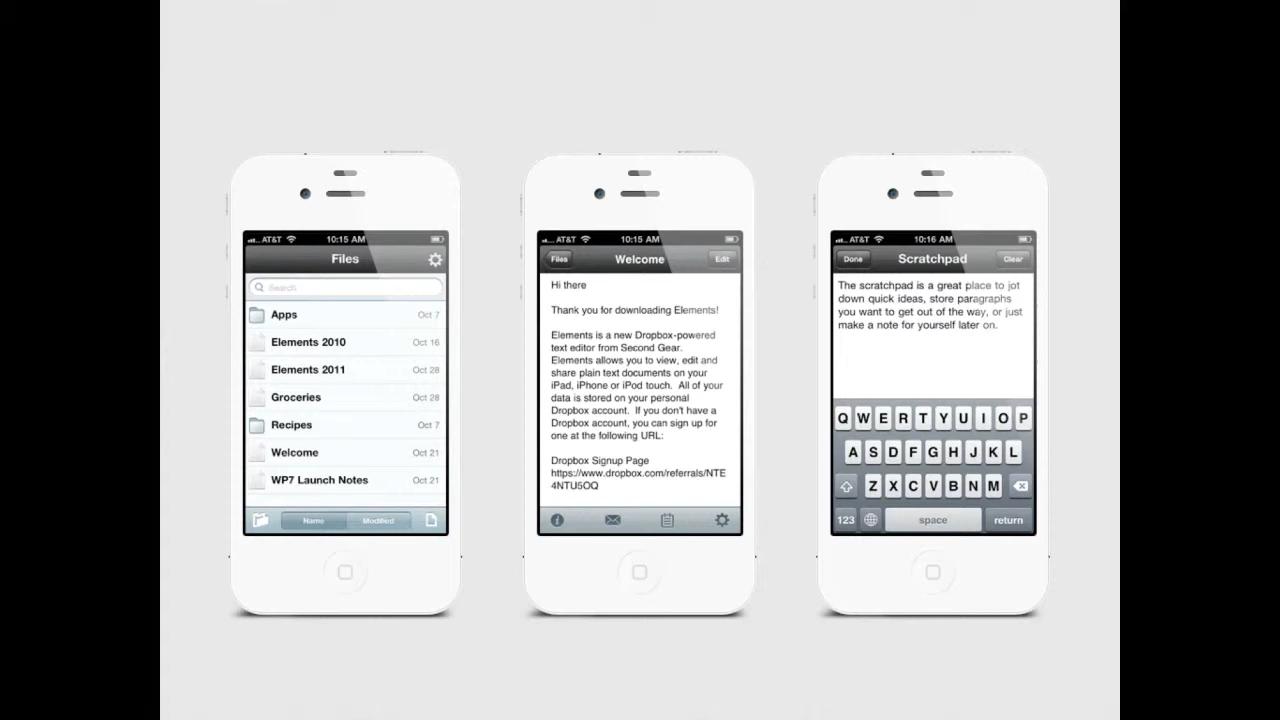 AT&T 10:15 AM
Files
Search
Apps Oct 7
Elements 2010 Oct 16
Elements 2011 Oct 28
Groceries Oct 28
Recipes Oct 7
Welcome Oct 21
WP7 Launch Notes Oct 21
Name Modified
AT&T 10:15 AM
Files Welcome Edit
Hi there
Thank you for downloading Elements!
Elements is a new Dropbox-powered
text editor from Second Gear.
Elements allows you to view, edit and
share plain text documents on your
iPad, iPhone or iPod touch.  All of your
data is stored on your personal
Dropbox account.  If you don't have a
Dropbox account, you can sign up for
one at the following URL:
Dropbox Signup Page
https://www.dropbox.com/referrals/NTE
4NTU5OQ
AT&T 10:16 AM
Done Scratchpad Clear
The scratchpad is a great place to jot
down quick ideas, store paragraphs
you want to get out of the way, or just
make a note for yourself later on.
Q W E R T Y U I O P
A S D F G H J K L
Z X C V B N M
123 space return